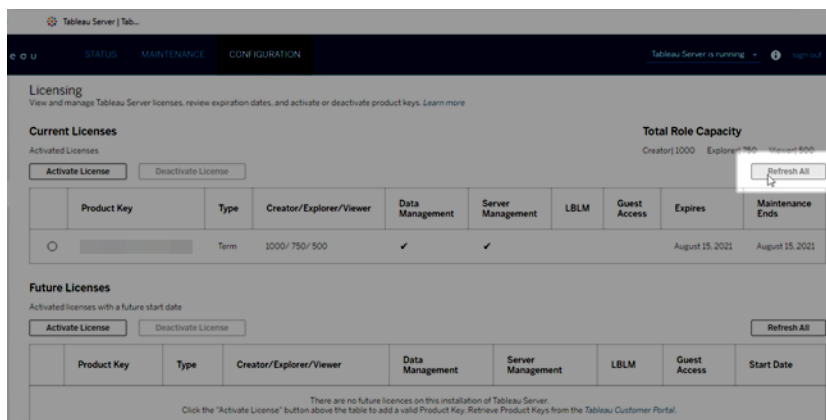 Tableau Server | Tab...
eau STATUS MAINTENANCE CONFIGURATION Tableau Server is running sign out
Licensing
View and manage Tableau Server licenses, review expiration dates, and activate or deactivate product keys. Learn more
Current Licenses Total Role Capacity
Activated Licenses Creator| 1000 Explorer| 750 Viewer| 500
Activate License Deactivate License Refresh All
Product Key Type Creator/Explorer/Viewer Data Management Server Management LBLM Guest Access Expires Maintenance Ends
Term 1000/ 750/ 500 ✔ ✔ August 15, 2021 August 15, 2021
Future Licenses
Activated licenses with a future start date
Activate License Deactivate License Refresh All
Product Key Type Creator/Explorer/Viewer Data Management Server Management LBLM Guest Access Start Date
There are no future licences on this installation of Tableau Server.
Click the "Activate License" button above the table to add a valid Product Key. Retrieve Product Keys from the Tableau Customer Portal.